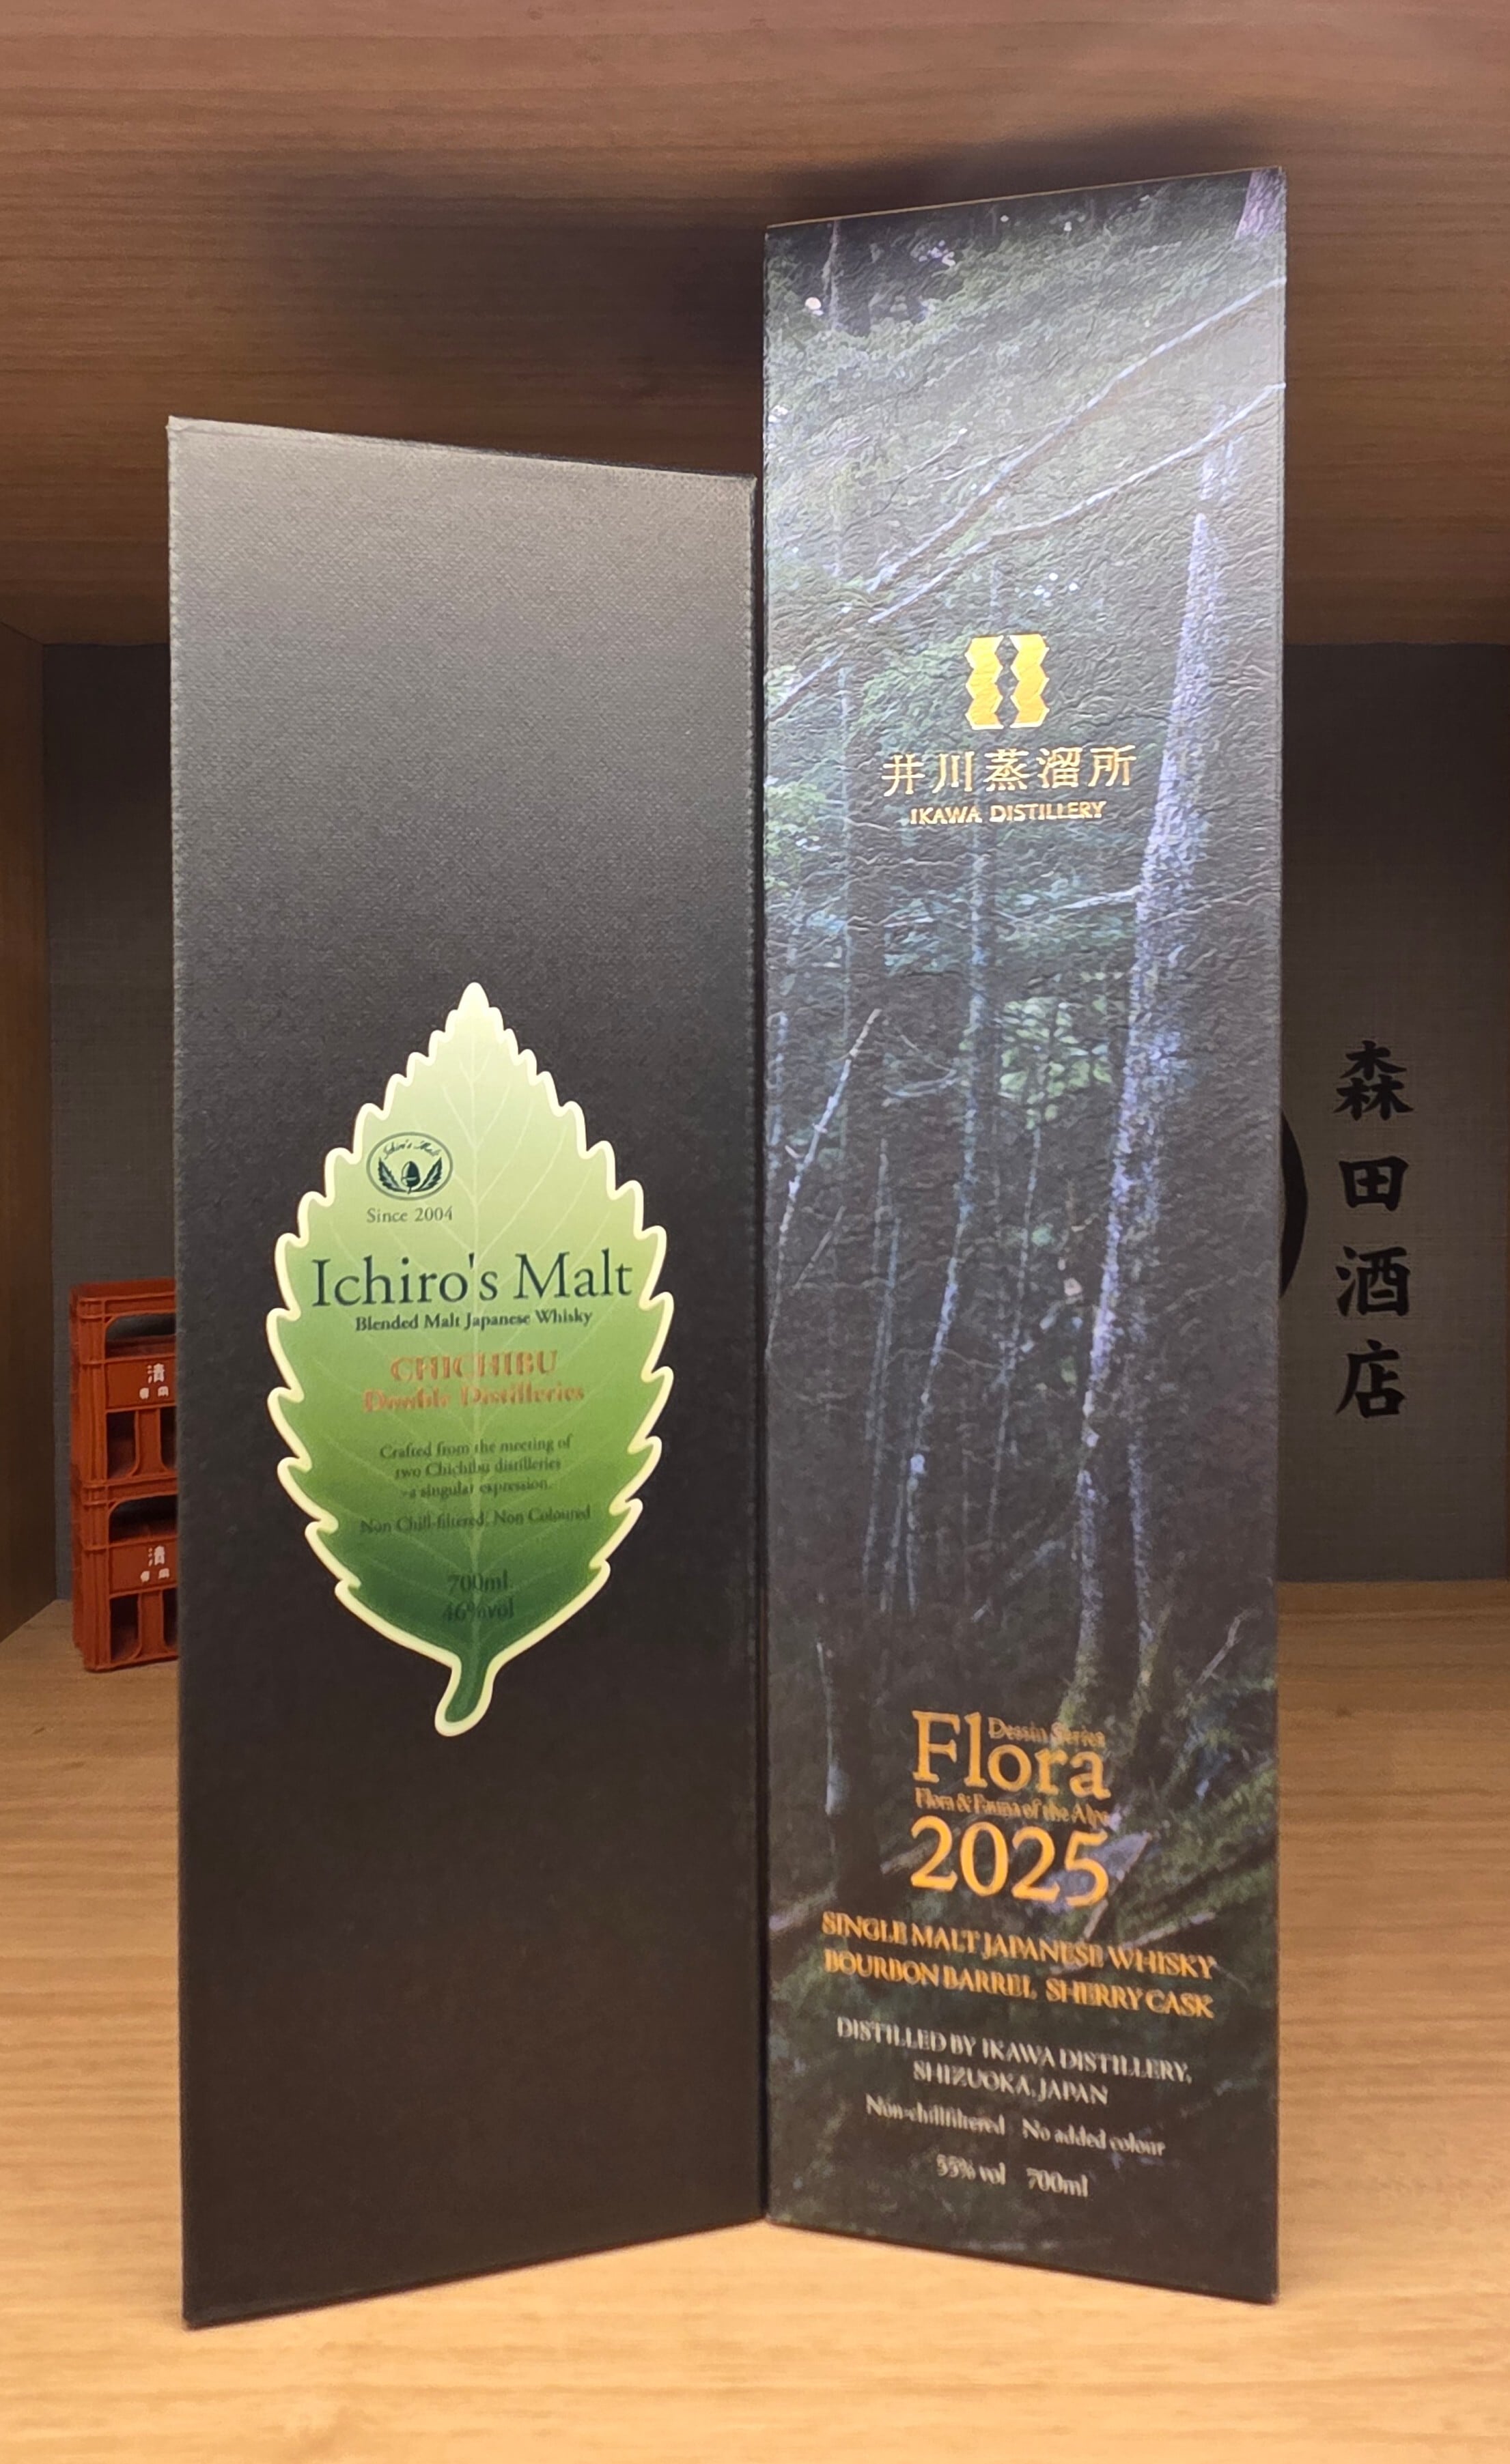 Ichiro's Malt
Since 2004
Ichiro's Malt
Blended Malt Japanese Whisky
CHICHIBU
Double Distilleries
Crafted from the meeting of
two Chichibu distilleries
-a singular expression.
Non Chill-filtered, Non Coloured
700ml
46%vol
井川蒸溜所
IKAWA DISTILLERY
Dessin Series
Flora
Flora & Fauna of the Alps
2025
SINGLE MALT JAPANESE WHISKY
BOURBON BARREL SHERRY CASK
DISTILLED BY IKAWA DISTILLERY,
SHIZUOKA, JAPAN
Non-chillfiltered No added colour
55% vol 700ml
森田酒店
清
清